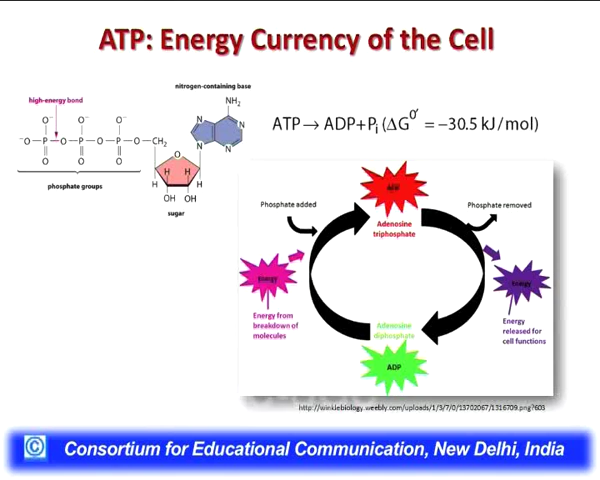 ATP: Energy Currency of the Cell
nitrogen-containing base
high-energy bond
NH₂
N
N
N
N
O⁻ O⁻ O⁻
⁻O—P—O—P—O—P—O—CH₂
O O O
O
H H
H H
OH OH
phosphate groups
sugar
ATP → ADP+Pᵢ (ΔG⁰′ = −30.5 kJ/mol)
ATP
Phosphate added
Phosphate removed
Adenosine
triphosphate
Energy
Energy
Energy from
breakdown of
molecules
Energy
released for
cell functions
Adenosine
diphosphate
ADP
http://winklebiology.weebly.com/uploads/1/3/7/0/13702067/1316709.png?603
© Consortium for Educational Communication, New Delhi, India